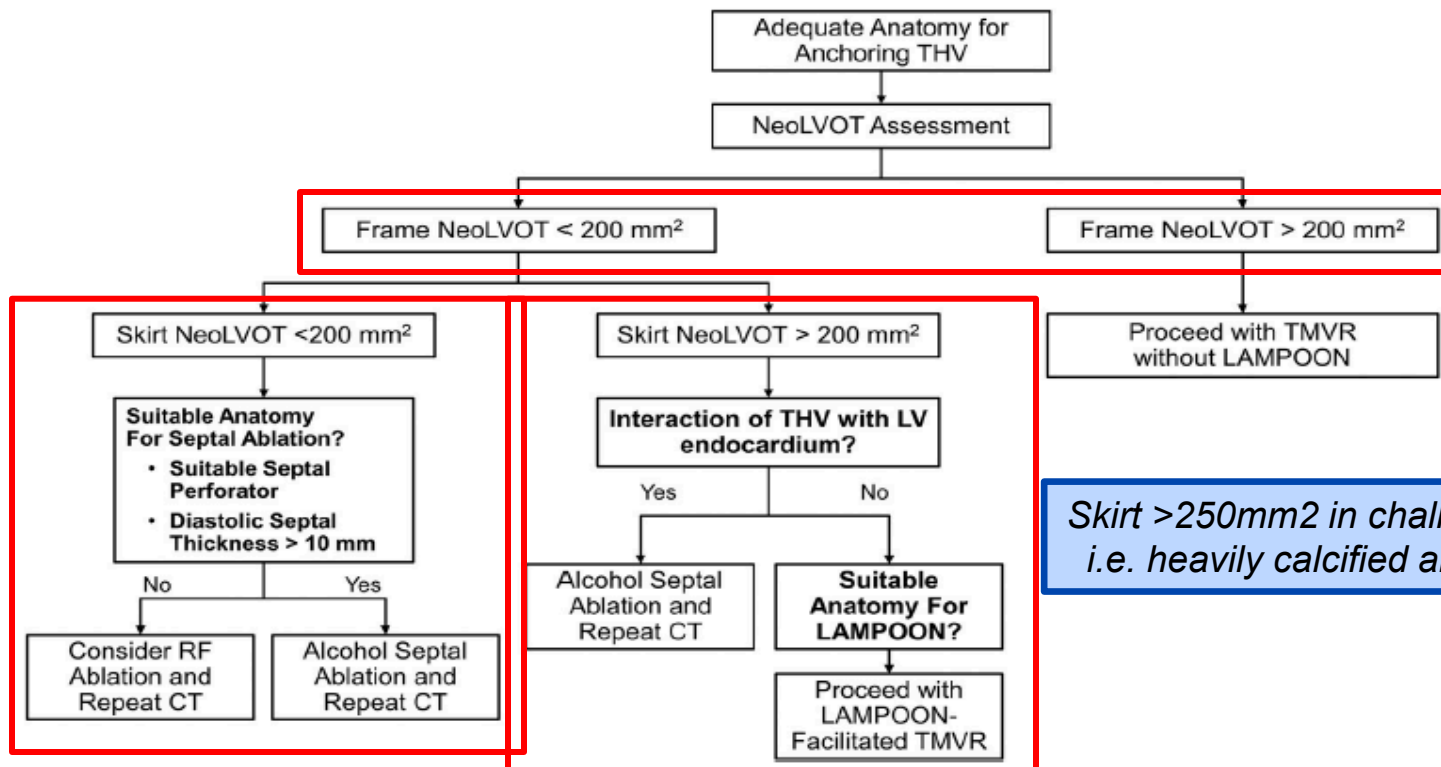 Adequate Anatomy for
Anchoring THV
NeoLVOT Assessment
Frame NeoLVOT < 200 mm²
Frame NeoLVOT > 200 mm²
Skirt NeoLVOT <200 mm²
Skirt NeoLVOT > 200 mm²
Proceed with TMVR
without LAMPOON
Suitable Anatomy
For Septal Ablation?
• Suitable Septal
Perforator
• Diastolic Septal
Thickness > 10 mm
Interaction of THV with LV
endocardium?
Yes
No
Skirt >250mm2 in
i.e. heavily calcified
No
Yes
Consider RF
Ablation and
Repeat CT
Alcohol Septal
Ablation and
Repeat CT
Alcohol Septal
Ablation and
Repeat CT
Suitable
Anatomy For
LAMPOON?
Proceed with
LAMPOON-
Facilitated TMVR